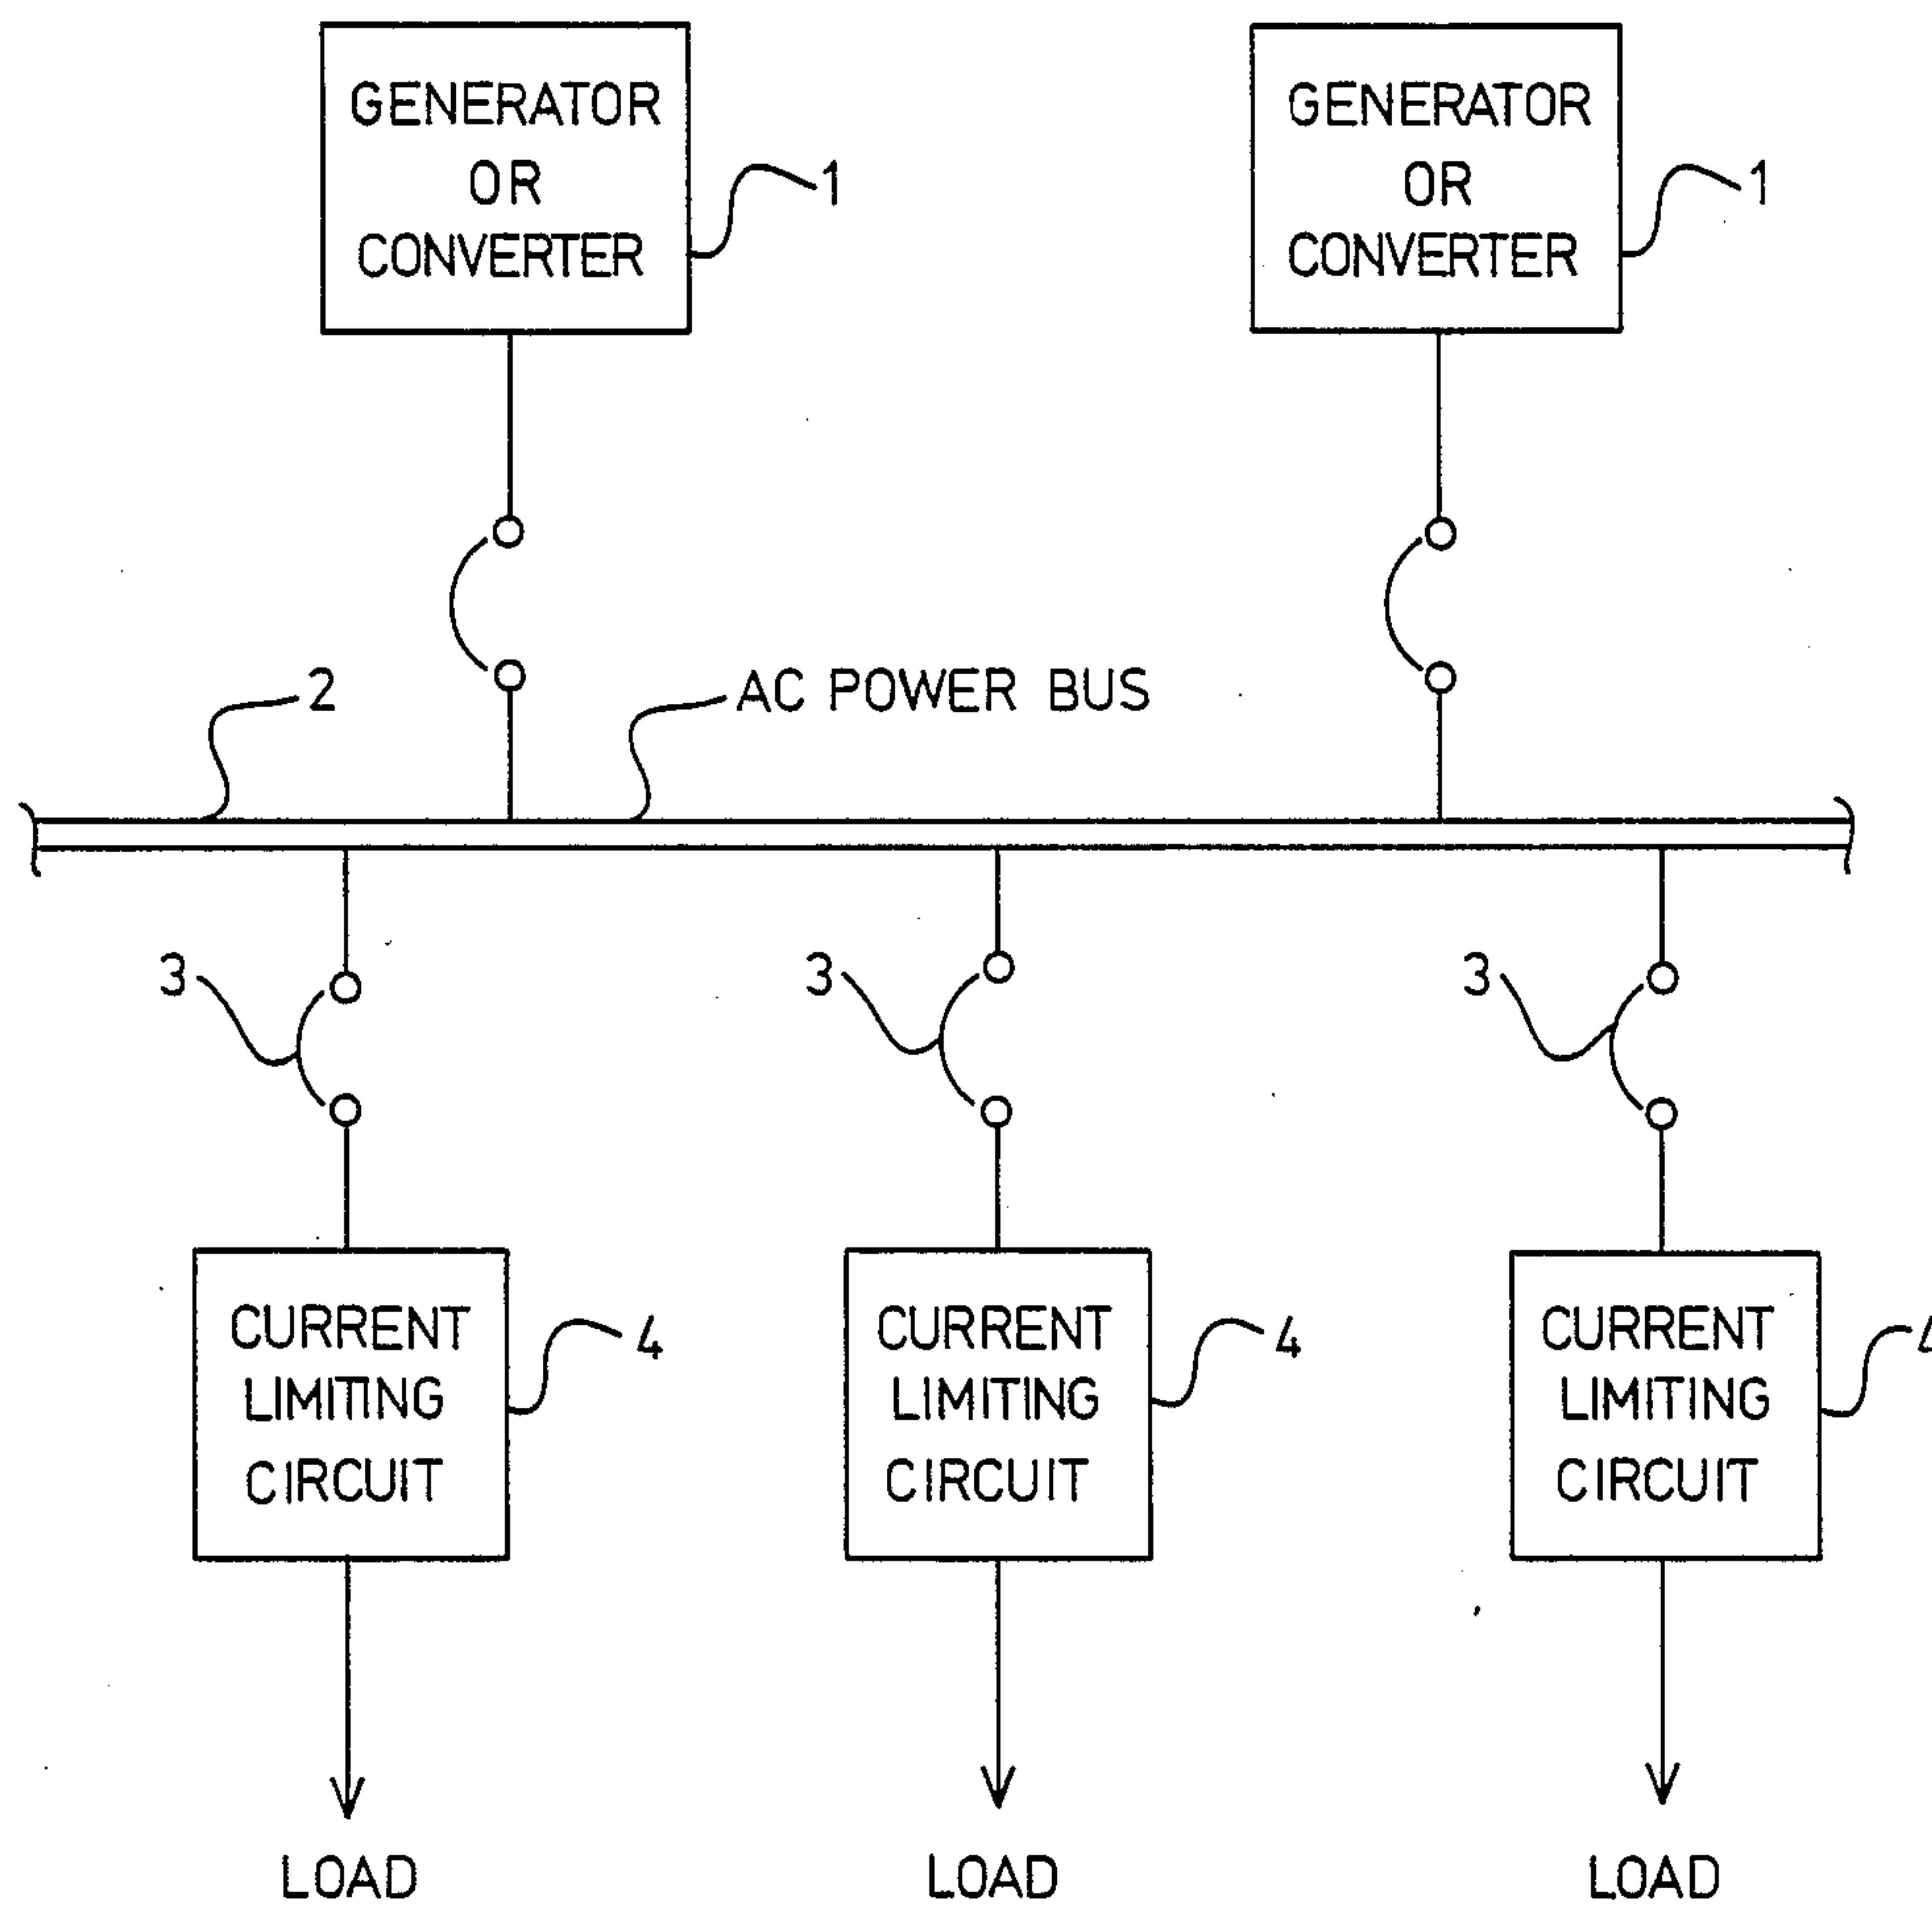 GENERATOR
OR
CONVERTER
1
GENERATOR
OR
CONVERTER
1
2
AC POWER BUS
3
3
3
CURRENT
LIMITING
CIRCUIT
4
CURRENT
LIMITING
CIRCUIT
4
CURRENT
LIMITING
CIRCUIT
4
LOAD
LOAD
LOAD